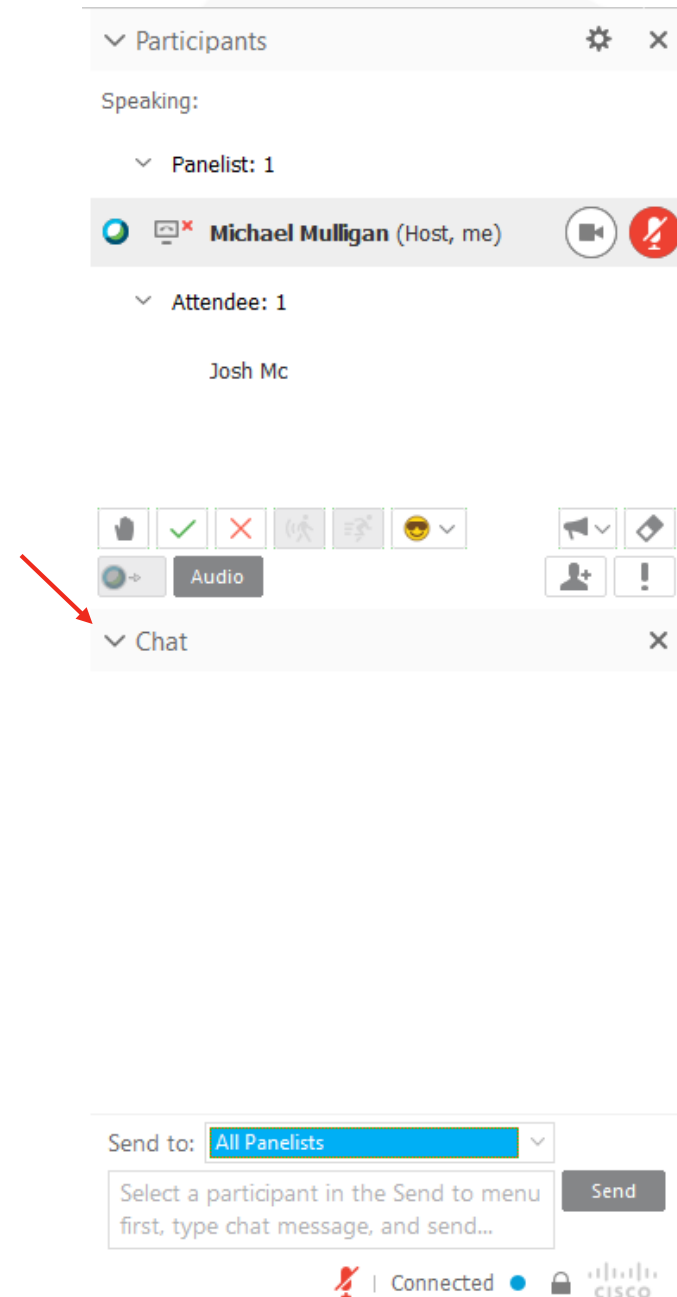 Participants
Speaking:
Panelist: 1
Michael Mulligan (Host, me)
Attendee: 1
Josh Mc
Audio
Chat
Send to: All Panelists
Select a participant in the Send to menu
first, type chat message, and send...
Send
| Connected
CISCO